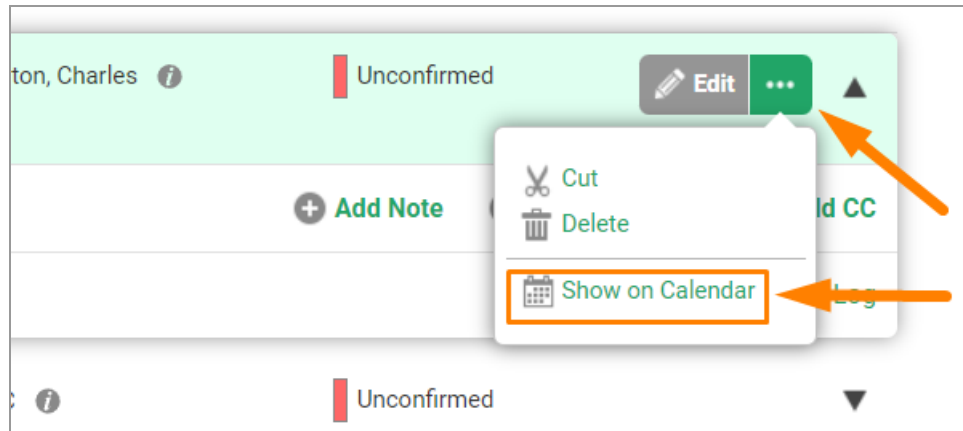 ton, Charles Unconfirmed Edit
Cut
Add Note ld CC
Delete
Show on Calendar Log
Unconfirmed